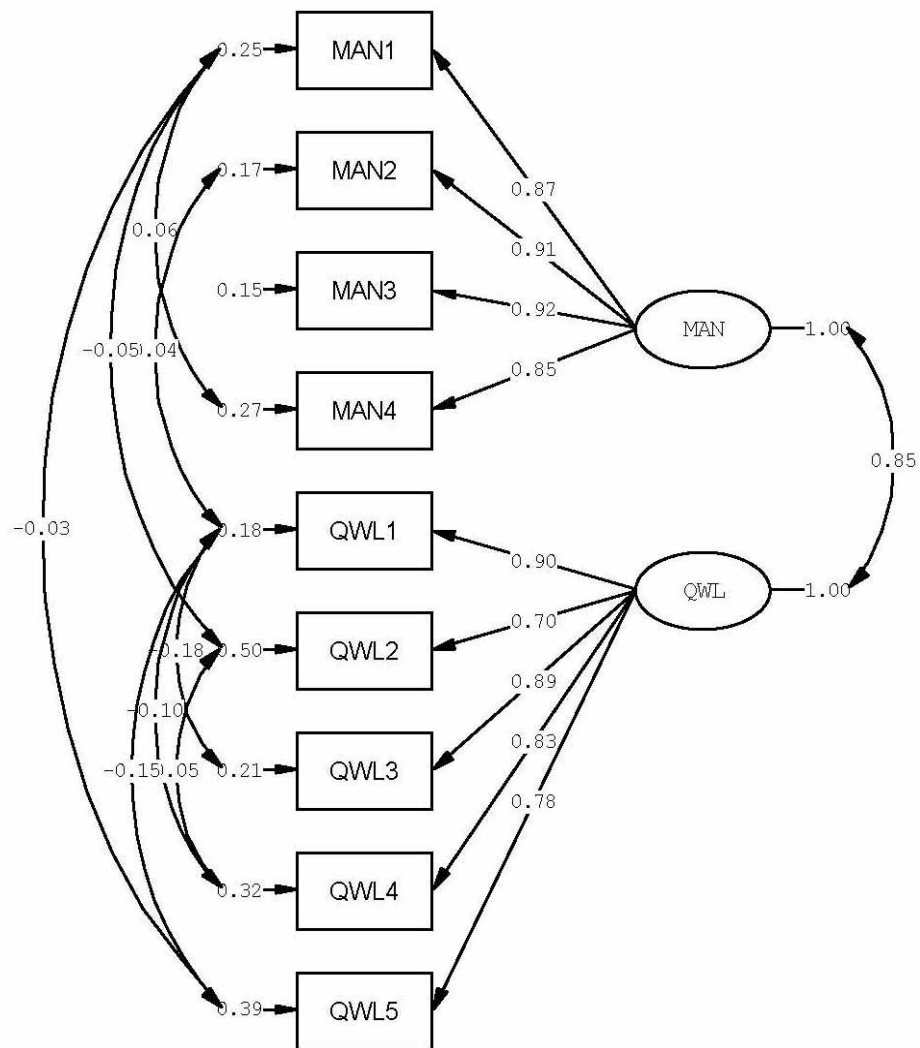 0.25 MAN1
0.87
0.17 MAN2
0.06
0.91
0.15 MAN3
0.92
MAN 1.00
-0.05 0.04
0.85
0.27 MAN4
0.85
-0.03
0.18 QWL1
0.90
QWL 1.00
-0.18 0.50 QWL2
0.70
0.89
-0.10
0.83
-0.15 0.05
0.21 QWL3
0.78
0.32 QWL4
0.39 QWL5